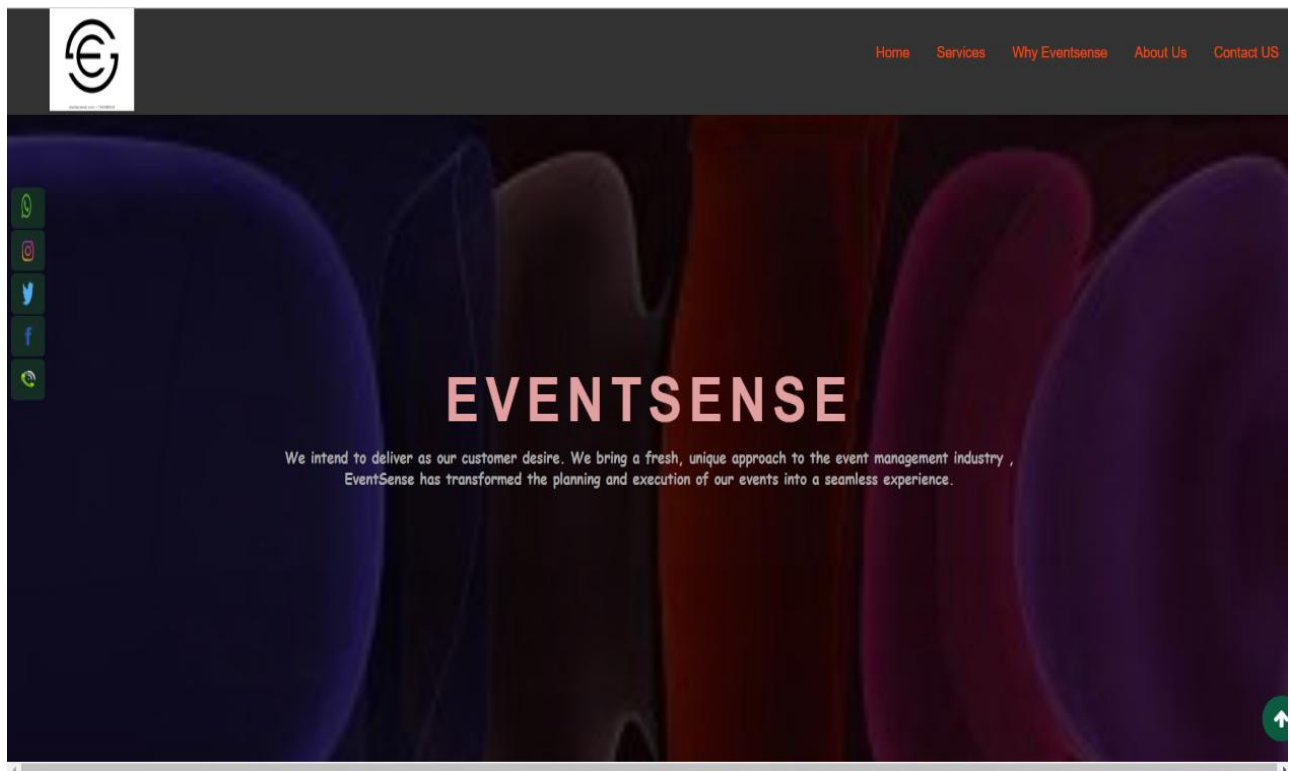 Home Services Why Eventsense About Us Contact US
EVENTSENSE
We intend to deliver as our customer desire. We bring a fresh, unique approach to the event management industry ,
EventSense has transformed the planning and execution of our events into a seamless experience.